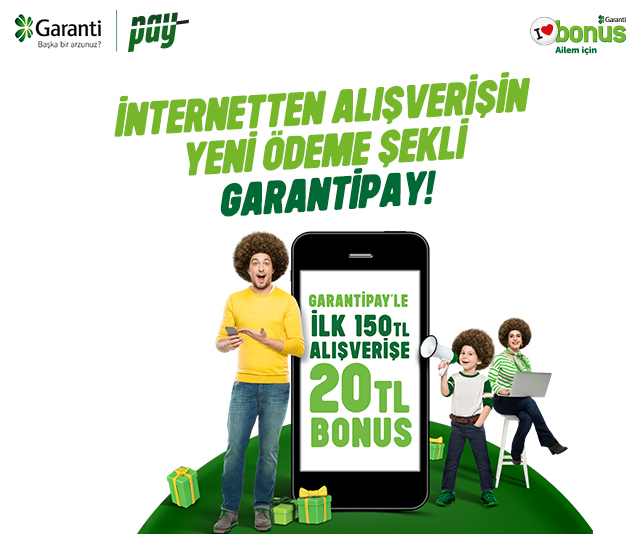 Garanti
Başka bir arzunuz?
pay
Garanti
I bonus
Ailem için
İNTERNETTEN ALIŞVERİŞİN
YENİ ÖDEME ŞEKLİ
GARANTİPAY!
GARANTİPAY'LE
İLK 150TL
ALIŞVERİŞE
20TL
BONUS